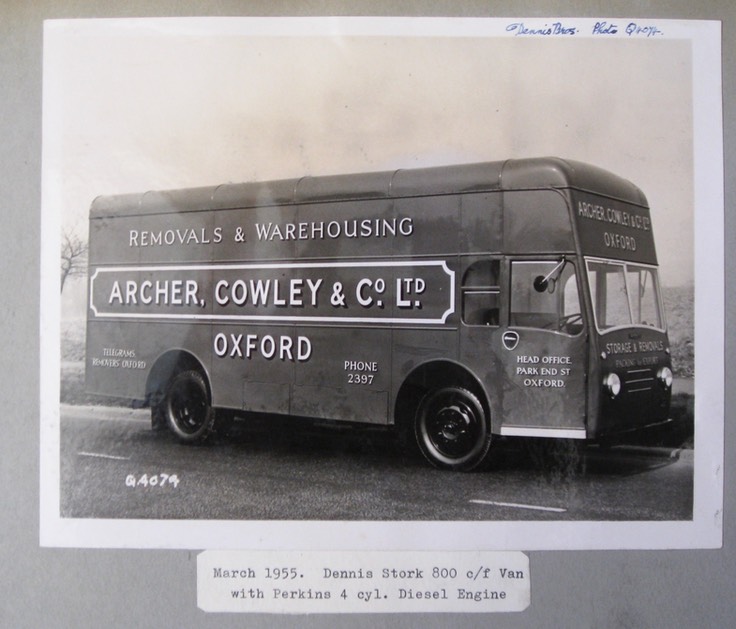 Dennis Bros. Photo Q4074.
REMOVALS & WAREHOUSING
ARCHER, COWLEY & CO. LTD
OXFORD
TELEGRAMS,
REMOVERS' OXFORD
PHONE
2397
HEAD OFFICE.
PARK END ST
OXFORD.
ARCHER, COWLEY & CO. LTD
OXFORD
STORAGE & REMOVALS
PACKING & EXPORT
Q4074
March 1955. Dennis Stork 800 c/f Van
with Perkins 4 cyl. Diesel Engine